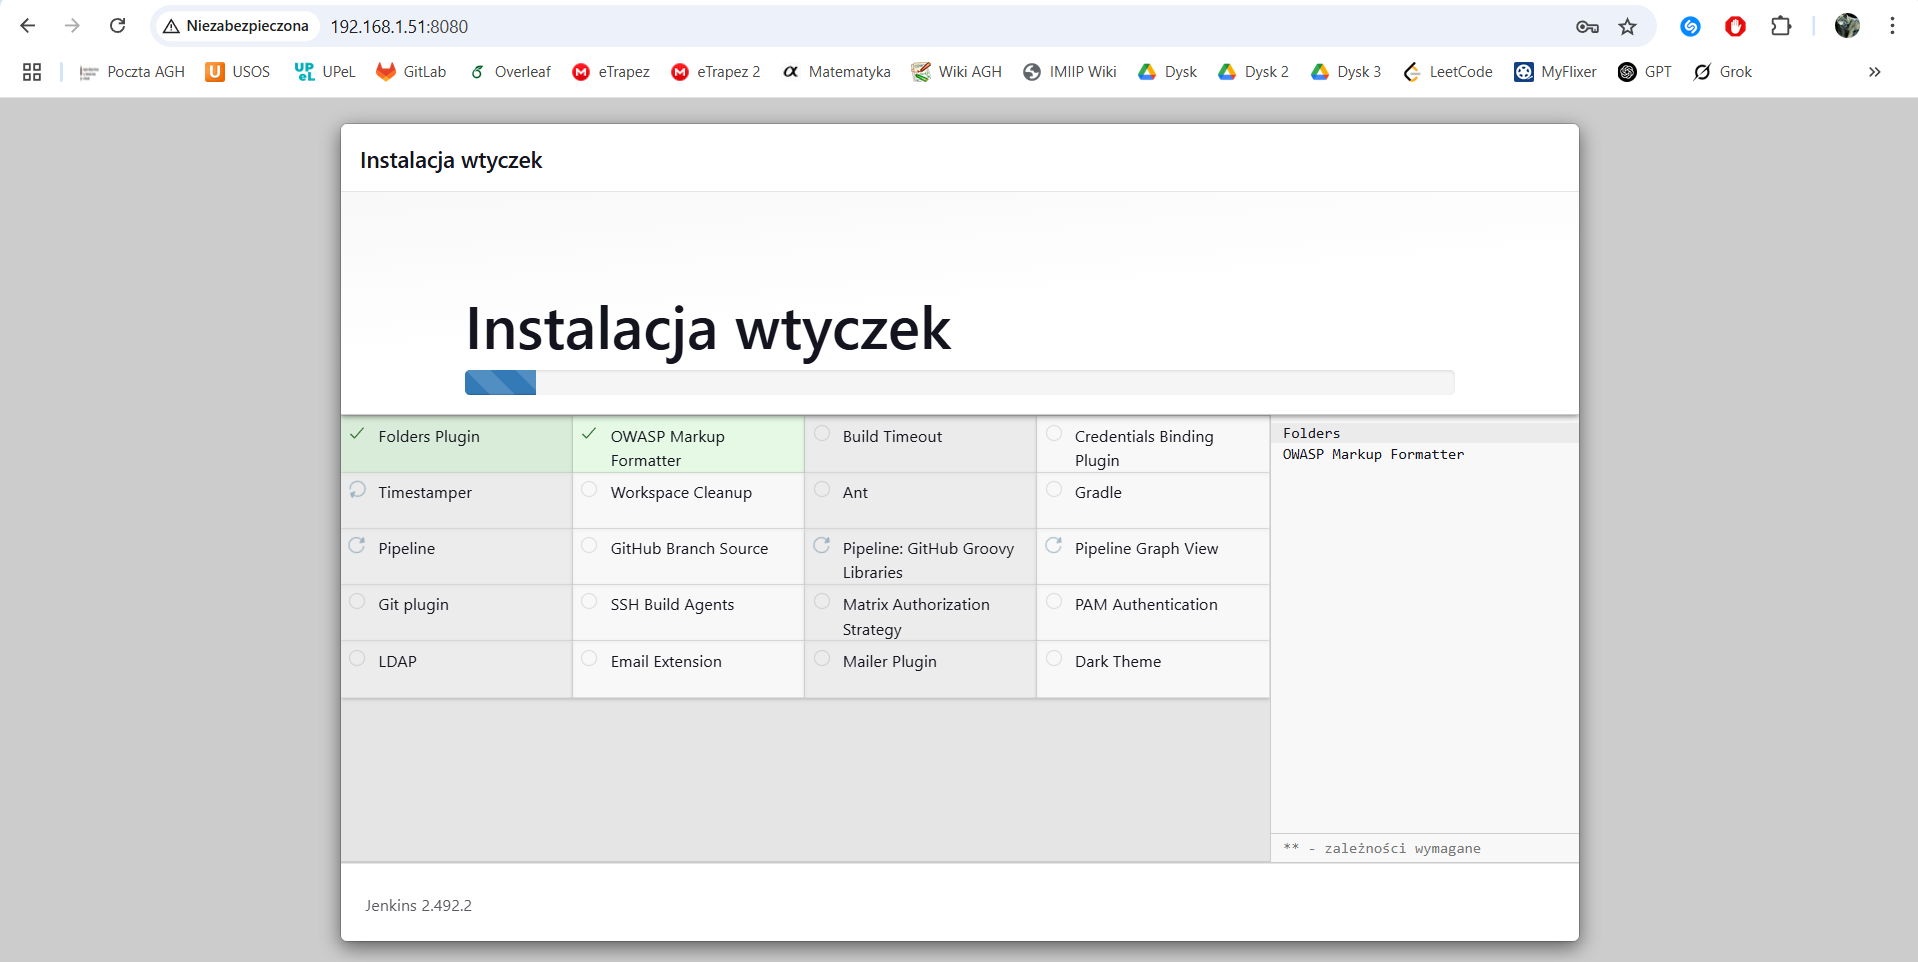 Niezabezpieczona 192.168.1.51:8080
Poczta AGH USOS UPeL GitLab Overleaf eTrapez eTrapez 2 Matematyka Wiki AGH IMIIP Wiki Dysk Dysk 2 Dysk 3 LeetCode MyFlixer GPT Grok
Instalacja wtyczek
Instalacja wtyczek
Folders Plugin
OWASP Markup
Formatter
Build Timeout
Credentials Binding
Plugin
Timestamper
Workspace Cleanup
Ant
Gradle
Pipeline
GitHub Branch Source
Pipeline: GitHub Groovy
Libraries
Pipeline Graph View
Git plugin
SSH Build Agents
Matrix Authorization
Strategy
PAM Authentication
LDAP
Email Extension
Mailer Plugin
Dark Theme
Folders
OWASP Markup Formatter
** - zależności wymagane
Jenkins 2.492.2